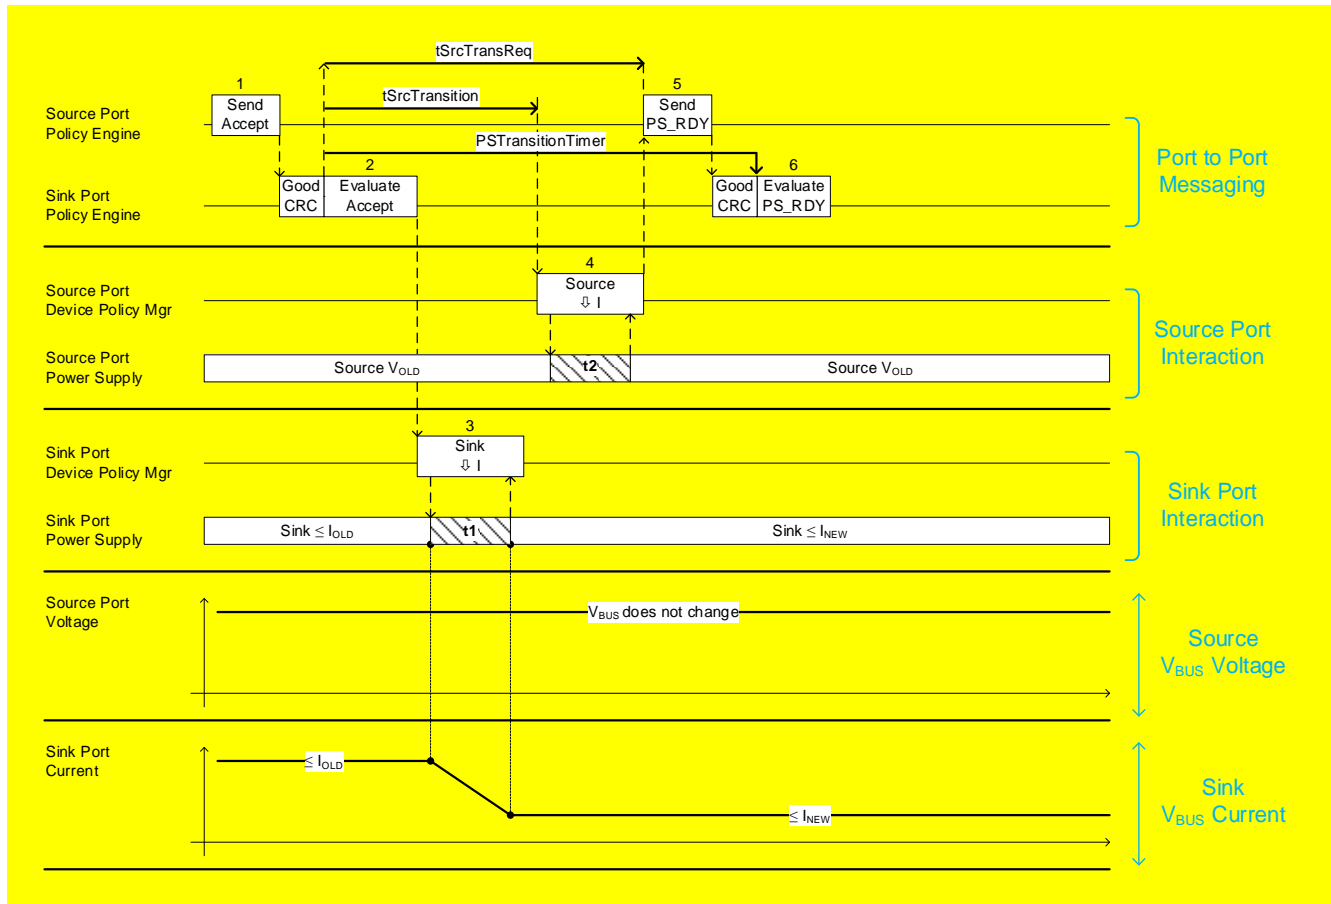 tSrcTransReq
1
5
Send
Accept
tSrcTransition
Send
PS_RDY
Source Port
Policy Engine
PSTransitionTimer
2
6
Port to Port
Messaging
Good
CRC
Evaluate
Accept
Good
CRC
Evaluate
PS_RDY
Sink Port
Policy Engine
4
Source Port
Device Policy Mgr
Source
⇩ I
Source Port
Interaction
Source Port
Power Supply
Source VOLD
t2
Source VOLD
3
Sink Port
Device Policy Mgr
Sink
⇩ I
Sink Port
Interaction
Sink Port
Power Supply
Sink ≤ IOLD
t1
Sink ≤ INEW
Source Port
Voltage
VBUS does not change
Source
VBUS Voltage
Sink Port
Current
≤ IOLD
≤ INEW
Sink
VBUS Current